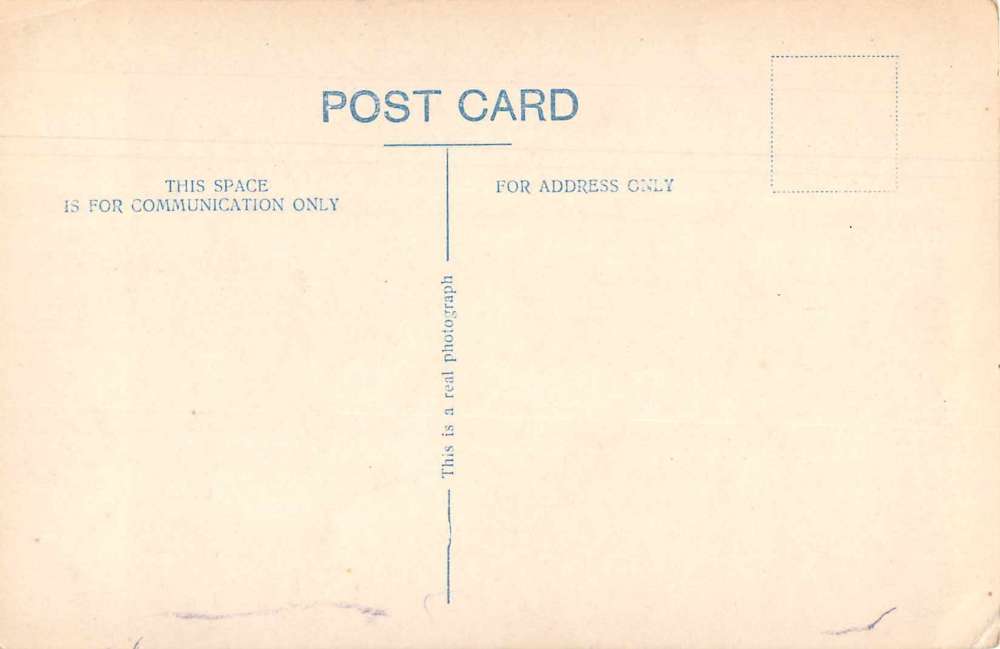 POST CARD
THIS SPACE
IS FOR COMMUNICATION ONLY
FOR ADDRESS ONLY
This is a real photograph